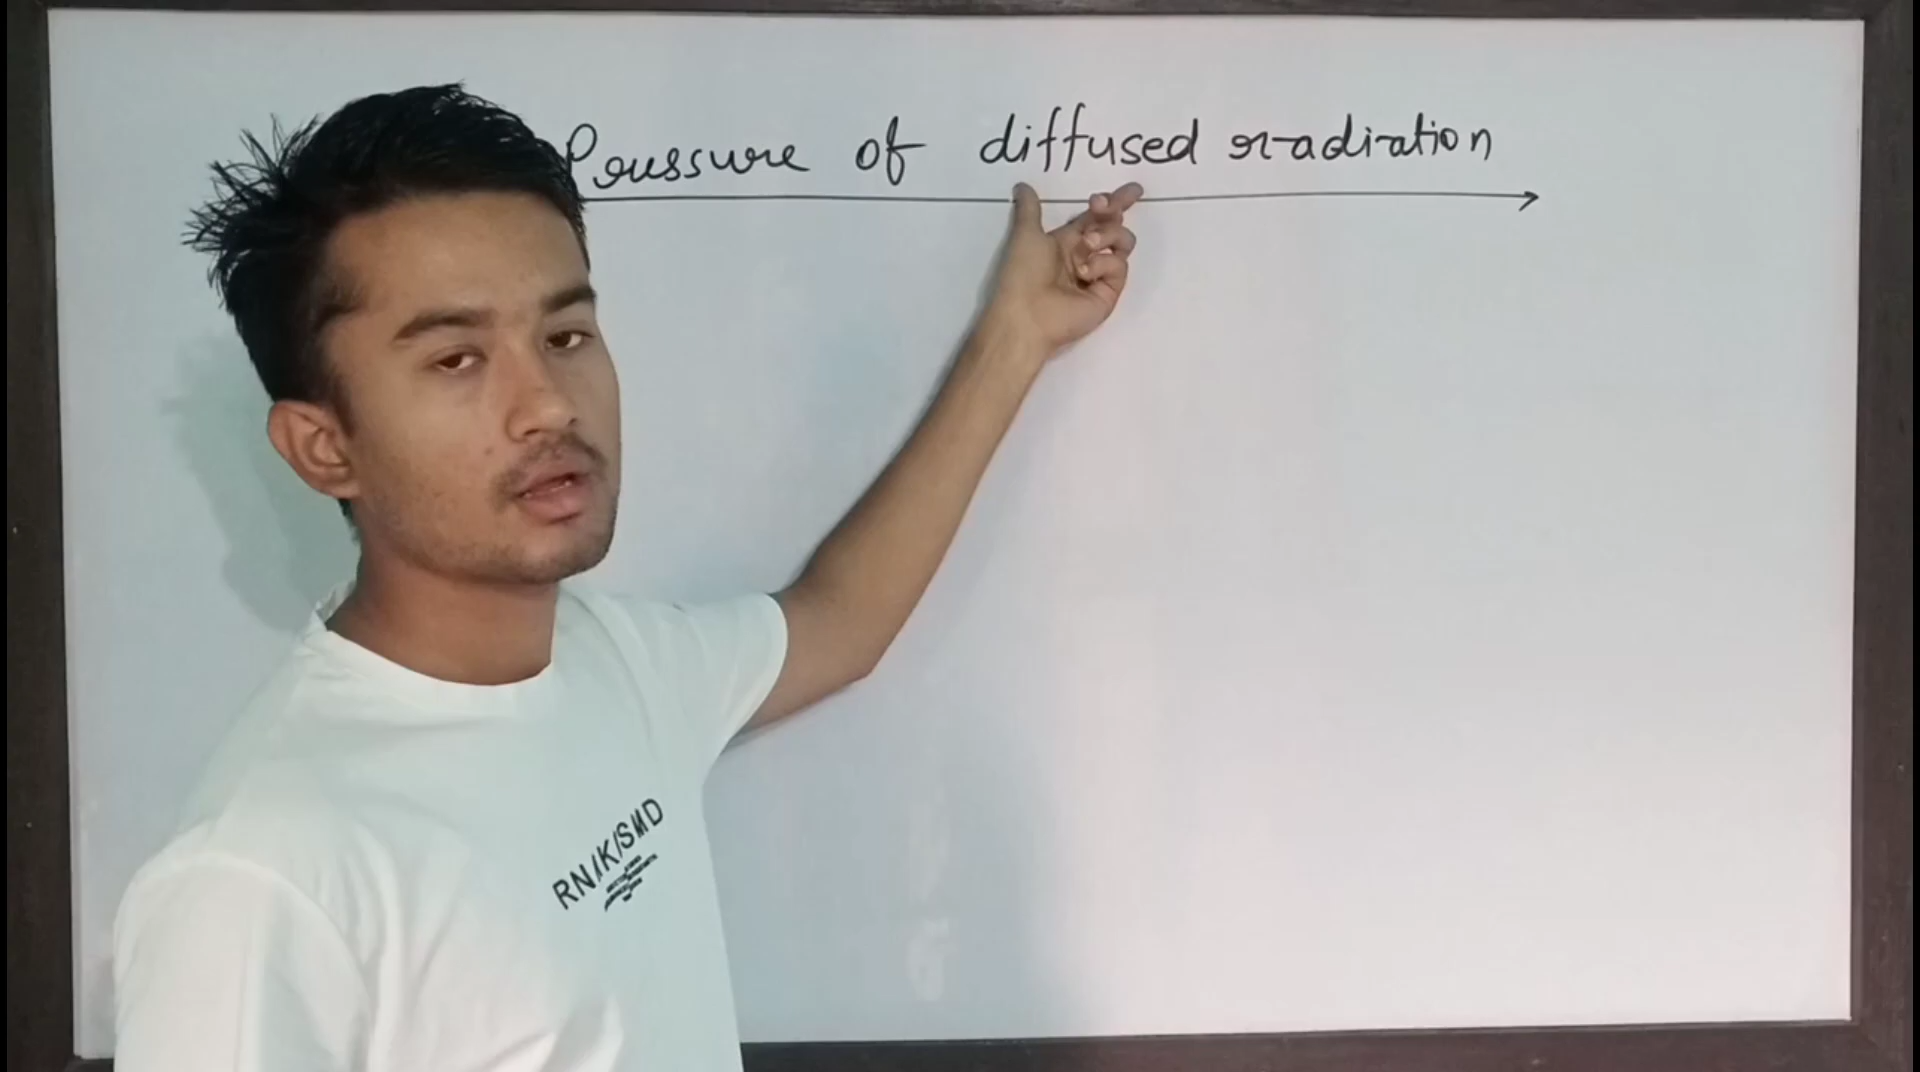 Pressure of diffused radiation
RN/K/SMD